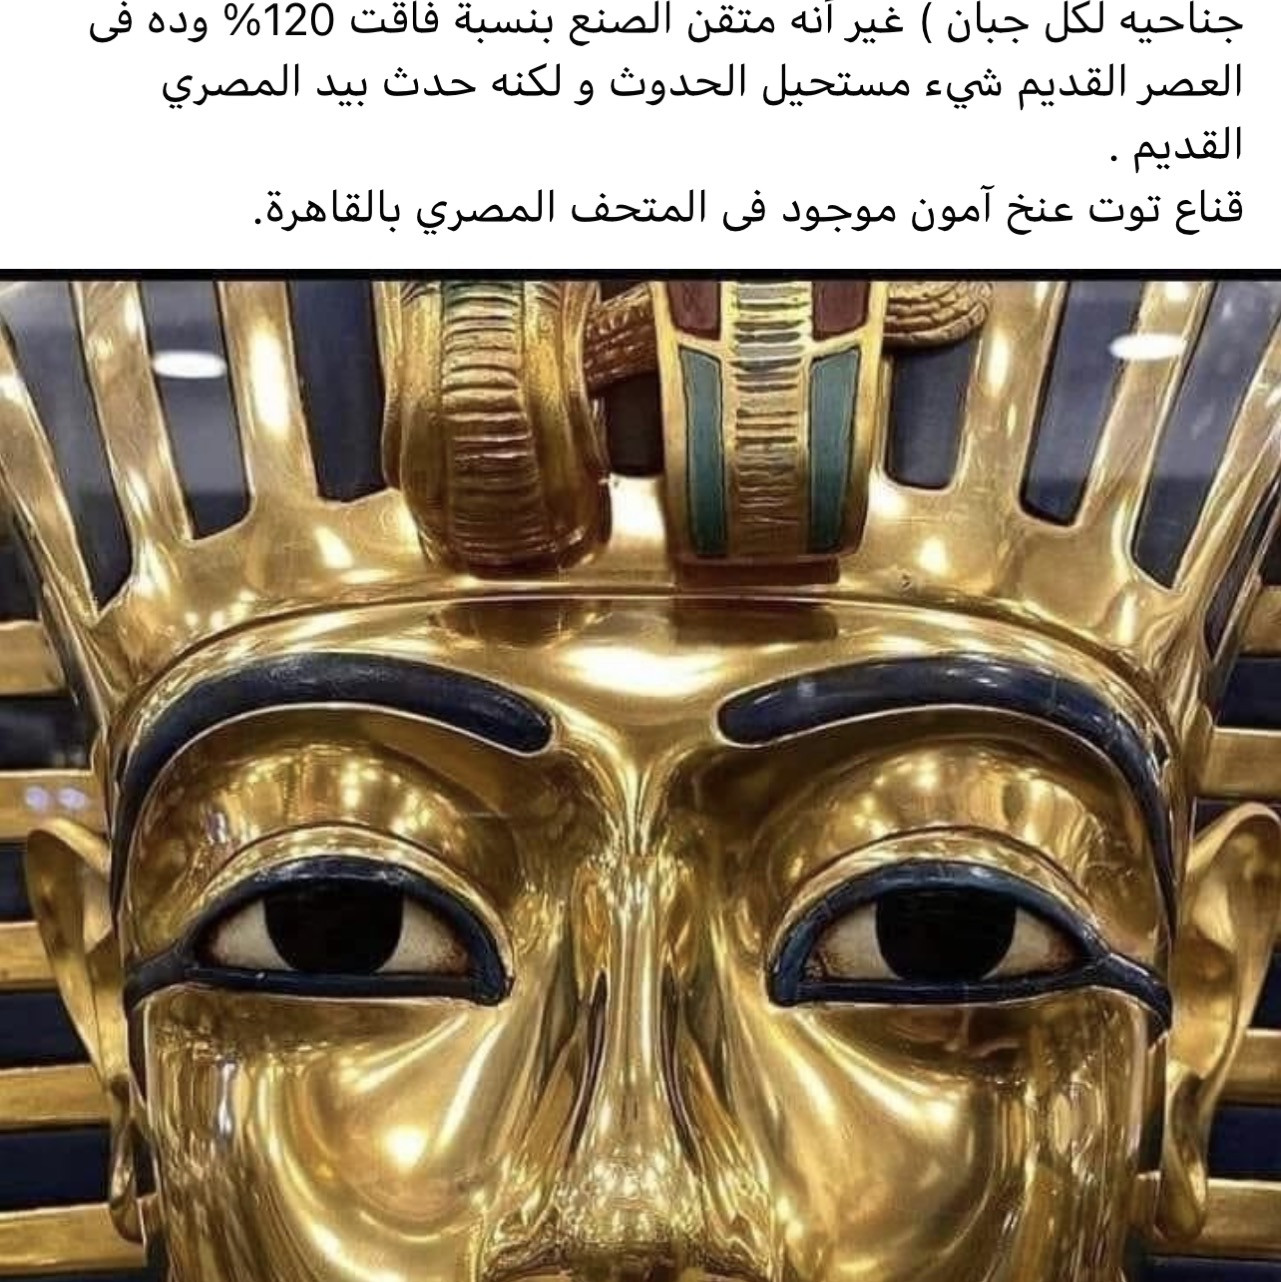 جناحيه لكل جبان ) غير أنه متقن الصنع بنسبة فاقت 120% وده فى
العصر القديم شيء مستحيل الحدوث و لكنه حدث بيد المصري
القديم .
قناع توت عنخ آمون موجود فى المتحف المصري بالقاهرة.